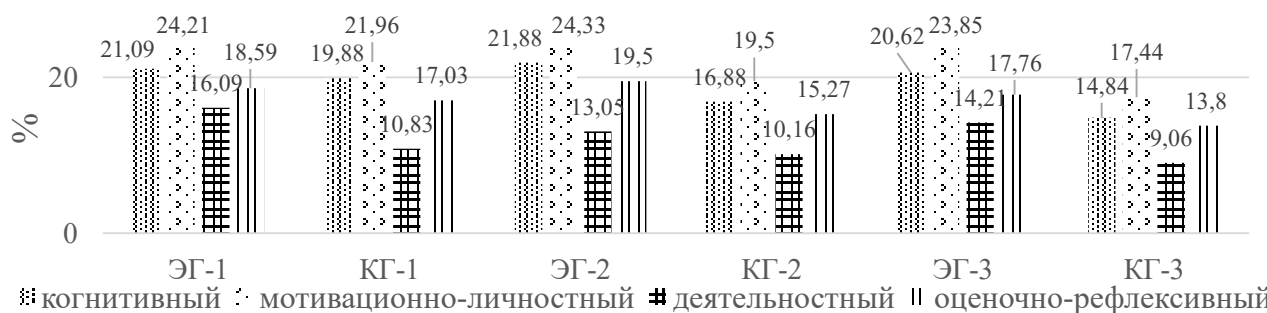 24,21 21,96 24,33 19,5 23,85 17,44
21,09 18,59 19,88 17,03 21,88 19,5 16,88 15,27 20,62 17,76 14,84 13,8
16,09 10,83 13,05 10,16 14,21 9,06
%
20
0
ЭГ-1 КГ-1 ЭГ-2 КГ-2 ЭГ-3 КГ-3
когнитивный мотивационно-личностный деятельностный оценочно-рефлексивный